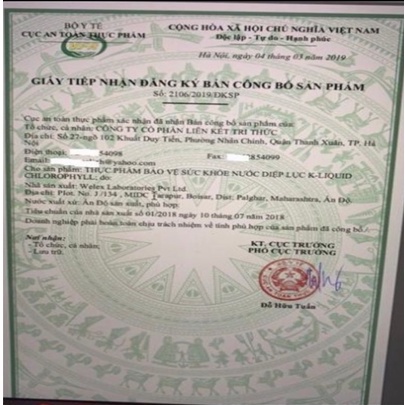 BỘ Y TẾ
CỤC AN TOÀN THỰC PHẨM
CỘNG HÒA XÃ HỘI CHỦ NGHĨA VIỆT NAM
Độc lập - Tự do - Hạnh phúc
Hà Nội, ngày 04 tháng 03 năm 2019
GIẤY TIẾP NHẬN ĐĂNG KÝ BẢN CÔNG BỐ SẢN PHẨM
Số: 2106/2019/ĐKSP
Cục an toàn thực phẩm xác nhận đã nhận Bản công bố sản phẩm của:
Tổ chức, cá nhân: CÔNG TY CỔ PHẦN LIÊN KẾT TRI THỨC
Địa chỉ: Số 27-ngõ 102 Khuất Duy Tiến, Phường Nhân Chính, Quận Thanh Xuân, TP. Hà Nội
Điện thoại: 54098 Fax: 0854099
Email: @yahoo.com
Cho sản phẩm: THỰC PHẨM BẢO VỆ SỨC KHỎE NƯỚC DIỆP LỤC K-LIQUID
CHLOROPHYLL; do:
Nhà sản xuất: Welex Laboratories Pvt Ltd.
Địa chỉ: Plot. No. J/134, MIDC Tarapur, Boisar, Dist: Palghar, Maharashtra, Ấn Độ.
Nước xuất xứ: Ấn Độ sản xuất, phù hợp:
Tiêu chuẩn của nhà sản xuất số 01/2018 ngày 10 tháng 07 năm 2018
Doanh nghiệp phải hoàn toàn chịu trách nhiệm về tính phù hợp của sản phẩm đã công bố./.
Nơi nhận:
- Tổ chức, cá nhân;
- Lưu trữ.
KT. CỤC TRƯỞNG
PHÓ CỤC TRƯỞNG
Đỗ Hữu Tuấn